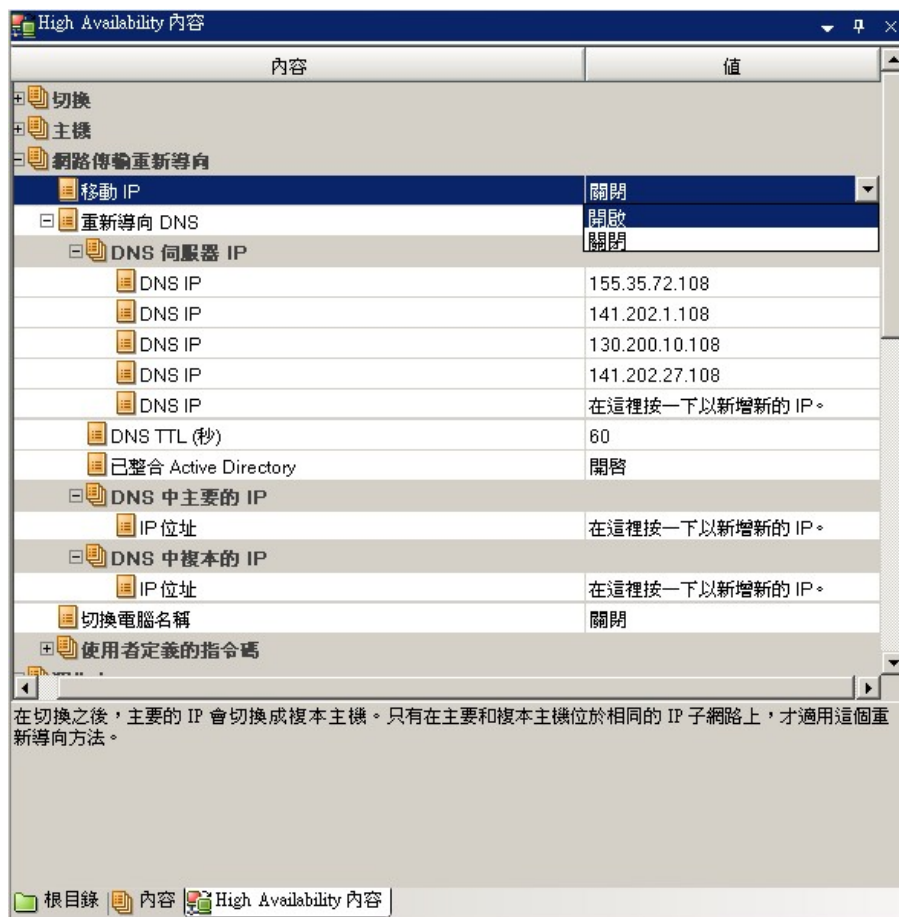 High Availability 內容
內容 值
切換
主機
網路傳輸重新導向
移動 IP 關閉
開啟
關閉
重新導向 DNS
DNS 伺服器 IP
DNS IP 155.35.72.108
DNS IP 141.202.1.108
DNS IP 130.200.10.108
DNS IP 141.202.27.108
DNS IP 在這裡按一下以新增新的 IP。
DNS TTL (秒) 60
已整合 Active Directory 開啓
DNS 中主要的 IP
IP 位址 在這裡按一下以新增新的 IP。
DNS 中複本的 IP
IP 位址 在這裡按一下以新增新的 IP。
切換電腦名稱 關閉
使用者定義的指令碼
在切換之後，主要的 IP 會切換成複本主機。只有在主要和複本主機位於相同的 IP 子網路上，才適用這個重
新導向方法。
根目錄 內容 High Availability 內容